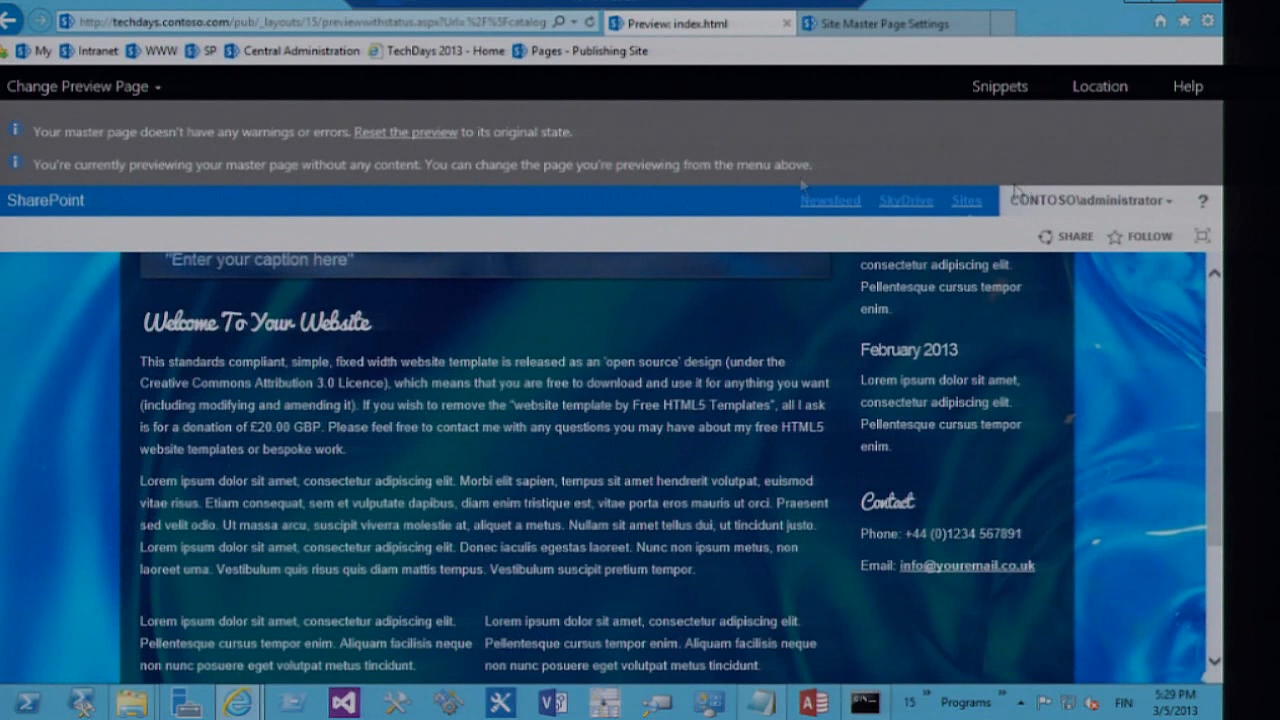 http://techdays.contoso.com/pub/_layouts/15/previewwithstatus.aspx?Url=%2F%5Fcatalog
Preview: index.html
Site Master Page Settings
My Intranet WWW SP Central Administration TechDays 2013 - Home Pages - Publishing Site
Change Preview Page
Snippets Location Help
Your master page doesn't have any warnings or errors. Reset the preview to its original state.
You're currently previewing your master page without any content. You can change the page you're previewing from the menu above.
SharePoint
Newsfeed SkyDrive Sites
CONTOSO\administrator ?
SHARE FOLLOW
"Enter your caption here"
Welcome To Your Website
This standards compliant, simple, fixed width website template is released as an 'open source' design (under the
Creative Commons Attribution 3.0 Licence), which means that you are free to download and use it for anything you want
(including modifying and amending it). If you wish to remove the "website template by Free HTML5 Templates", all I ask
is for a donation of £20.00 GBP. Please feel free to contact me with any questions you may have about my free HTML5
website templates or bespoke work.
Lorem ipsum dolor sit amet, consectetur adipiscing elit. Morbi elit sapien, tempus sit amet hendrerit volutpat, euismod
vitae risus. Etiam consequat, sem et vulputate dapibus, diam enim tristique est, vitae porta eros mauris ut orci. Praesent
sed velit odio. Ut massa arcu, suscipit viverra molestie at, aliquet a metus. Nullam sit amet tellus dui, ut tincidunt justo.
Lorem ipsum dolor sit amet, consectetur adipiscing elit. Donec iaculis egestas laoreet. Nunc non ipsum metus, non
laoreet urna. Vestibulum quis risus quis diam mattis tempus. Vestibulum suscipit pretium tempor.
Lorem ipsum dolor sit amet, consectetur adipiscing elit.
Pellentesque cursus tempor enim. Aliquam facilisis neque
non nunc posuere eget volutpat metus tincidunt.
Lorem ipsum dolor sit amet, consectetur adipiscing elit.
Pellentesque cursus tempor enim. Aliquam facilisis neque
non nunc posuere eget volutpat metus tincidunt.
consectetur adipiscing elit.
Pellentesque cursus tempor
enim.
February 2013
Lorem ipsum dolor sit amet,
consectetur adipiscing elit.
Pellentesque cursus tempor
enim.
Contact
Phone: +44 (0)1234 567891
Email: info@youremail.co.uk
15 Programs FIN
5:29 PM
3/5/2013